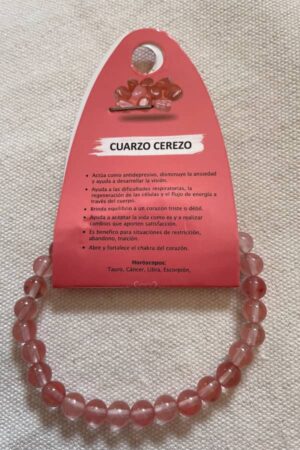 CUARZO CEREZO
Actúa como antidepresivo, disminuye la ansiedad
y ayuda a desarrollar la visión.
Ayuda a las dificultades respiratorias, la
regeneración de las células y el flujo de energía a
través del cuerpo.
Brinda equilibrio a un corazón triste o débil.
Ayuda a aceptar la vida como es y a realizar
cambios que aporten satisfacción.
Es benefico para situaciones de restricción,
abandono, traición.
Abre y fortalece el chakra del corazón.
Horóscopos:
Tauro, Cáncer, Libra, Escorpión,